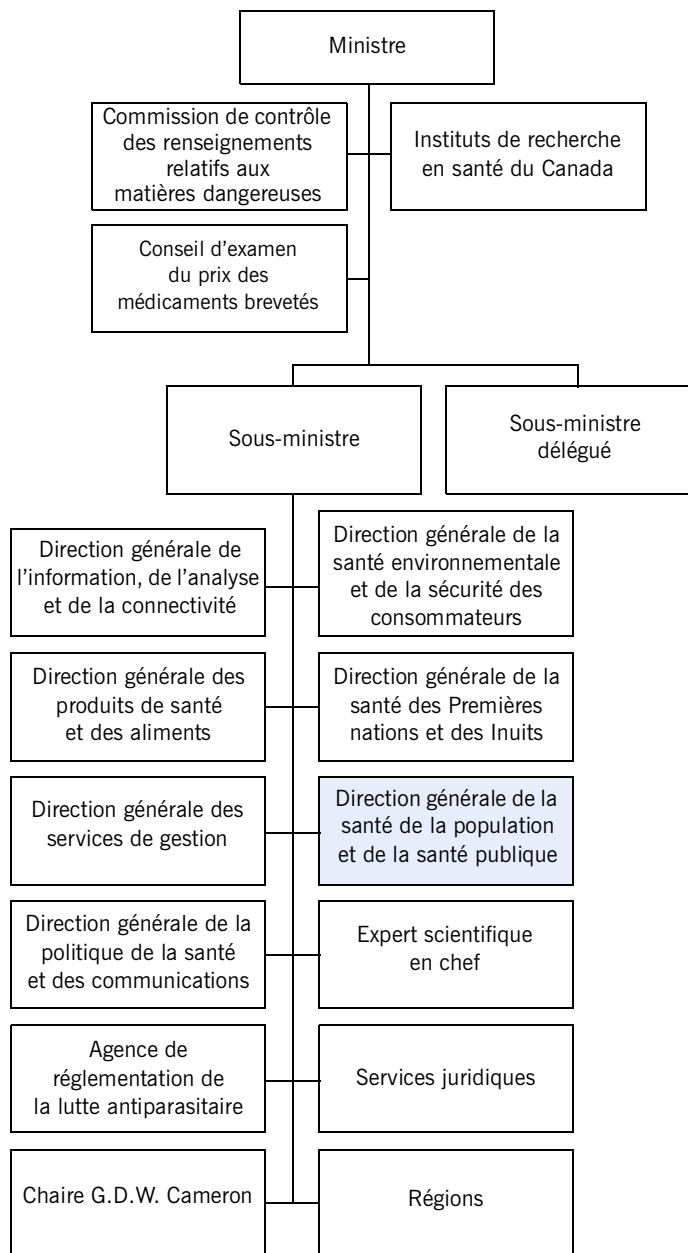 Ministre
Commission de contrôle
des renseignements
relatifs aux
matières dangereuses
Instituts de recherche
en santé du Canada
Conseil d'examen
du prix des
médicaments brevetés
Sous-ministre
Sous-ministre
délégué
Direction générale de
l'information, de l'analyse
et de la connectivité
Direction générale de la
santé environnementale
et de la sécurité des
consommateurs
Direction générale des
produits de santé
et des aliments
Direction générale de la
santé des Premières
nations et des Inuits
Direction générale des
services de gestion
Direction générale de la
santé de la population
et de la santé publique
Direction générale de la
politique de la santé
et des communications
Expert scientifique
en chef
Agence de
réglementation de
la lutte antiparasitaire
Services juridiques
Chaire G.D.W. Cameron
Régions